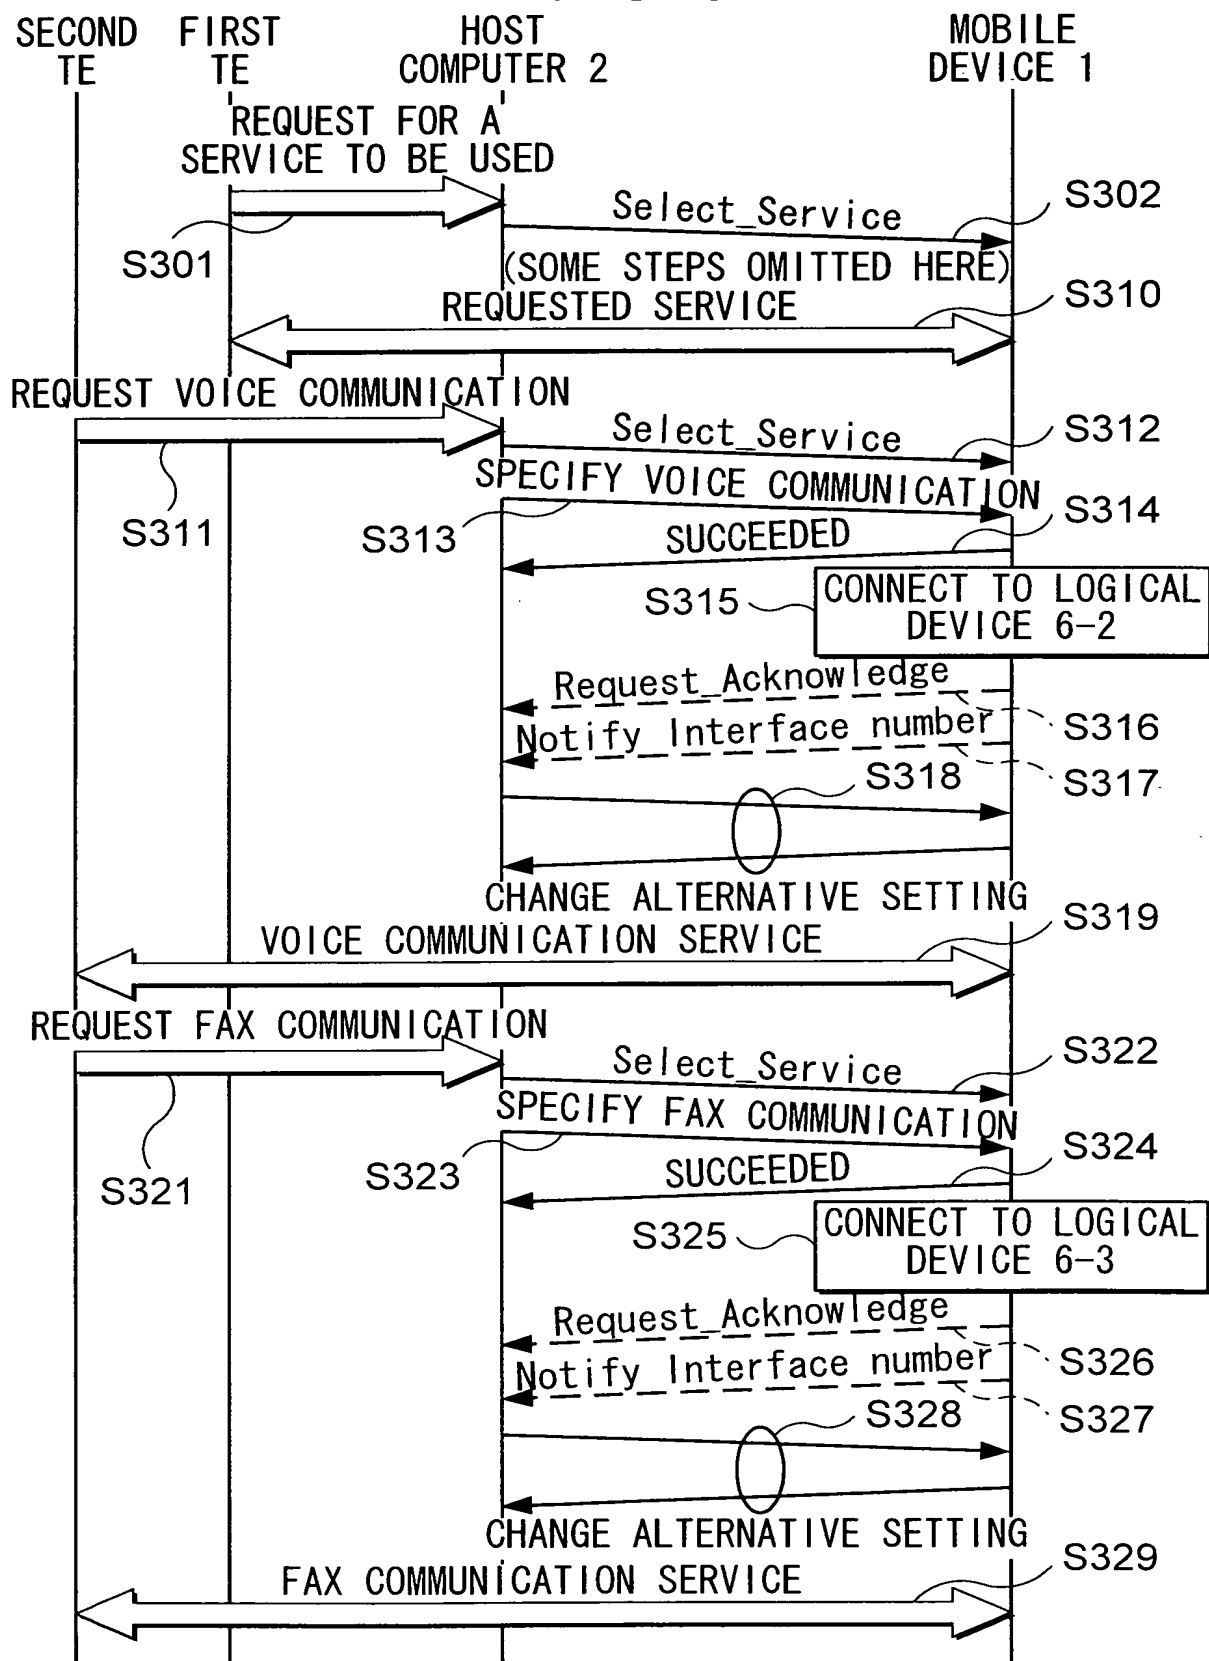 SECOND TE
FIRST TE
HOST COMPUTER 2
MOBILE DEVICE 1
REQUEST FOR A
SERVICE TO BE USED
Select_Service
S302
S301
(SOME STEPS OMITTED HERE)
REQUESTED SERVICE
S310
REQUEST VOICE COMMUNICATION
Select_Service
S312
SPECIFY VOICE COMMUNICATION
S311
S313
S314
SUCCEEDED
S315
CONNECT TO LOGICAL
DEVICE 6-2
Request_Acknowledge
S316
Notify_Interface number
S317
S318
CHANGE ALTERNATIVE SETTING
S319
VOICE COMMUNICATION SERVICE
REQUEST FAX COMMUNICATION
Select_Service
S322
SPECIFY FAX COMMUNICATION
S321
S323
S324
SUCCEEDED
S325
CONNECT TO LOGICAL
DEVICE 6-3
Request_Acknowledge
S326
Notify_Interface number
S327
S328
CHANGE ALTERNATIVE SETTING
S329
FAX COMMUNICATION SERVICE